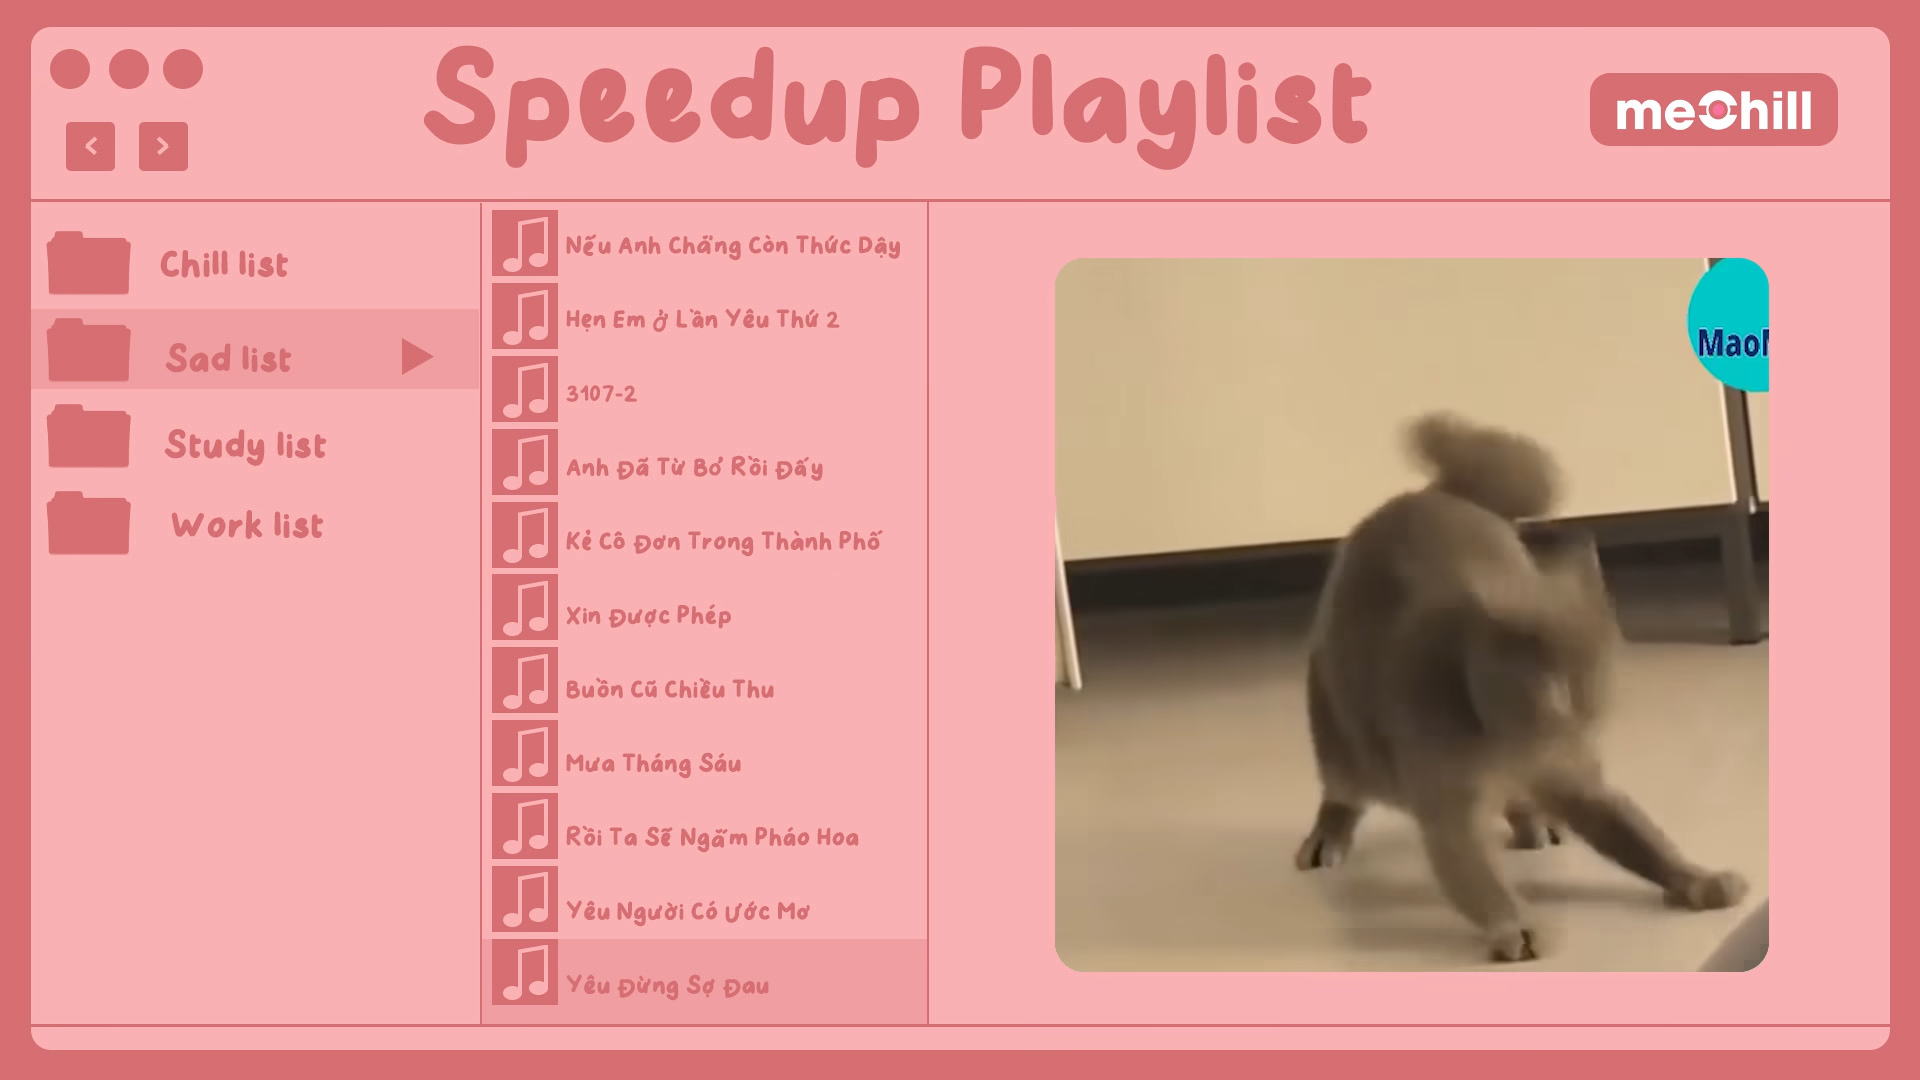 Speedup Playlist
meChill
Chill list
Sad list
Study list
Work list
Nếu Anh Chẳng Còn Thức Dậy
Hẹn Em ở Lần Yêu Thứ 2
3107-2
Anh Đã Từ Bỏ Rồi Đấy
Kẻ Cô Đơn Trong Thành Phố
Xin Được Phép
Buồn Cũ Chiều Thu
Mưa Tháng Sáu
Rồi Ta Sẽ Ngắm Pháo Hoa
Yêu Người Có Ước Mơ
Yêu Đừng Sợ Đau